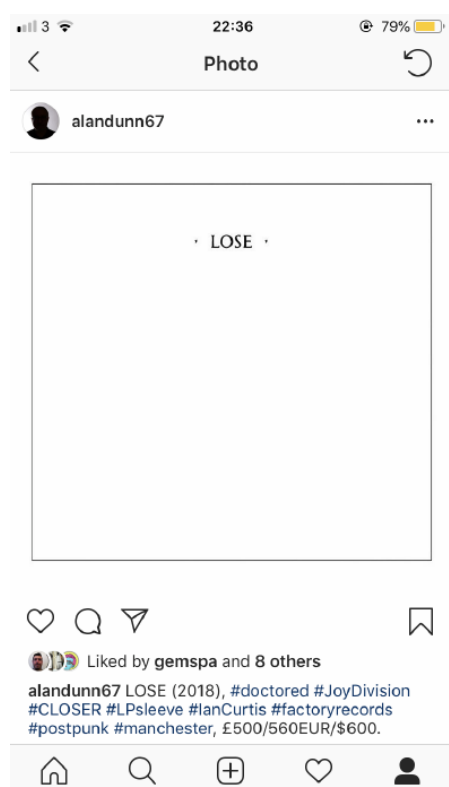 3 22:36 79%
Photo
alandunn67
· LOSE ·
Liked by gemspa and 8 others
alandunn67 LOSE (2018), #doctored #JoyDivision
#CLOSER #LPsleeve #IanCurtis #factoryrecords
#postpunk #manchester, £500/560EUR/$600.